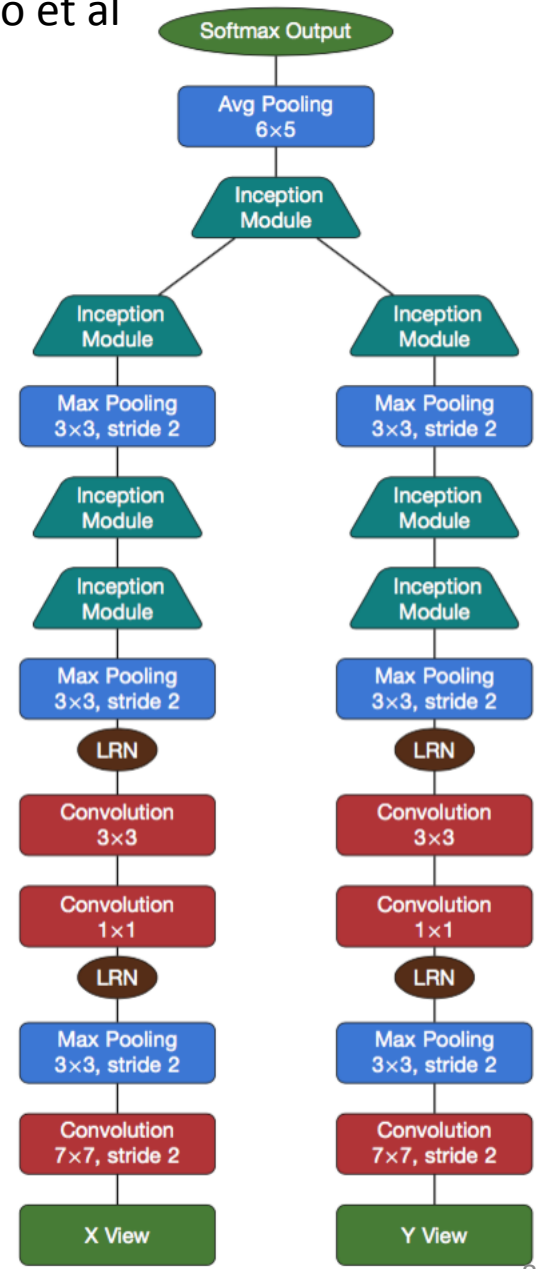 o et al
Softmax Output
Avg Pooling
6×5
Inception
Module
Inception
Module
Inception
Module
Max Pooling
3×3, stride 2
Max Pooling
3×3, stride 2
Inception
Module
Inception
Module
Inception
Module
Inception
Module
Max Pooling
3×3, stride 2
Max Pooling
3×3, stride 2
LRN
LRN
Convolution
3×3
Convolution
3×3
Convolution
1×1
Convolution
1×1
LRN
LRN
Max Pooling
3×3, stride 2
Max Pooling
3×3, stride 2
Convolution
7×7, stride 2
Convolution
7×7, stride 2
X View
Y View